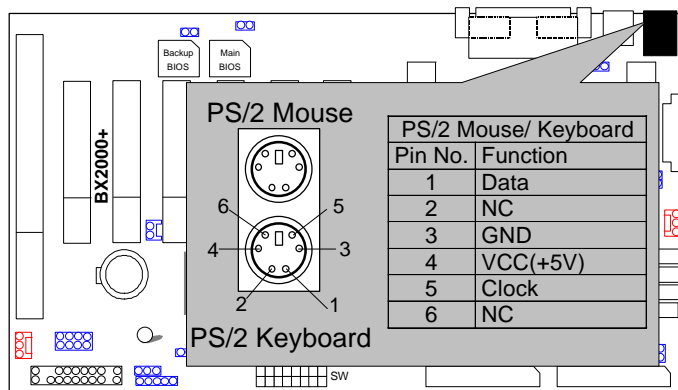 Backup
BIOS
Main
BIOS
BX2000+
PS/2 Mouse
6
5
4
3
2
1
PS/2 Keyboard
PS/2 Mouse/ Keyboard
Pin No. Function
1 Data
2 NC
3 GND
4 VCC(+5V)
5 Clock
6 NC
SW